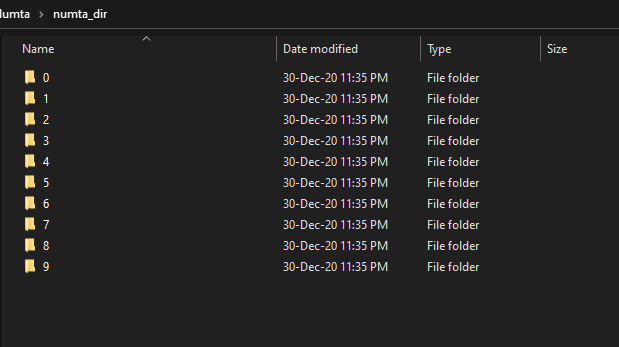 numta_dir
Name Date modified Type Size
0 30-Dec-20 11:35 PM File folder
1 30-Dec-20 11:35 PM File folder
2 30-Dec-20 11:35 PM File folder
3 30-Dec-20 11:35 PM File folder
4 30-Dec-20 11:35 PM File folder
5 30-Dec-20 11:35 PM File folder
6 30-Dec-20 11:35 PM File folder
7 30-Dec-20 11:35 PM File folder
8 30-Dec-20 11:35 PM File folder
9 30-Dec-20 11:35 PM File folder